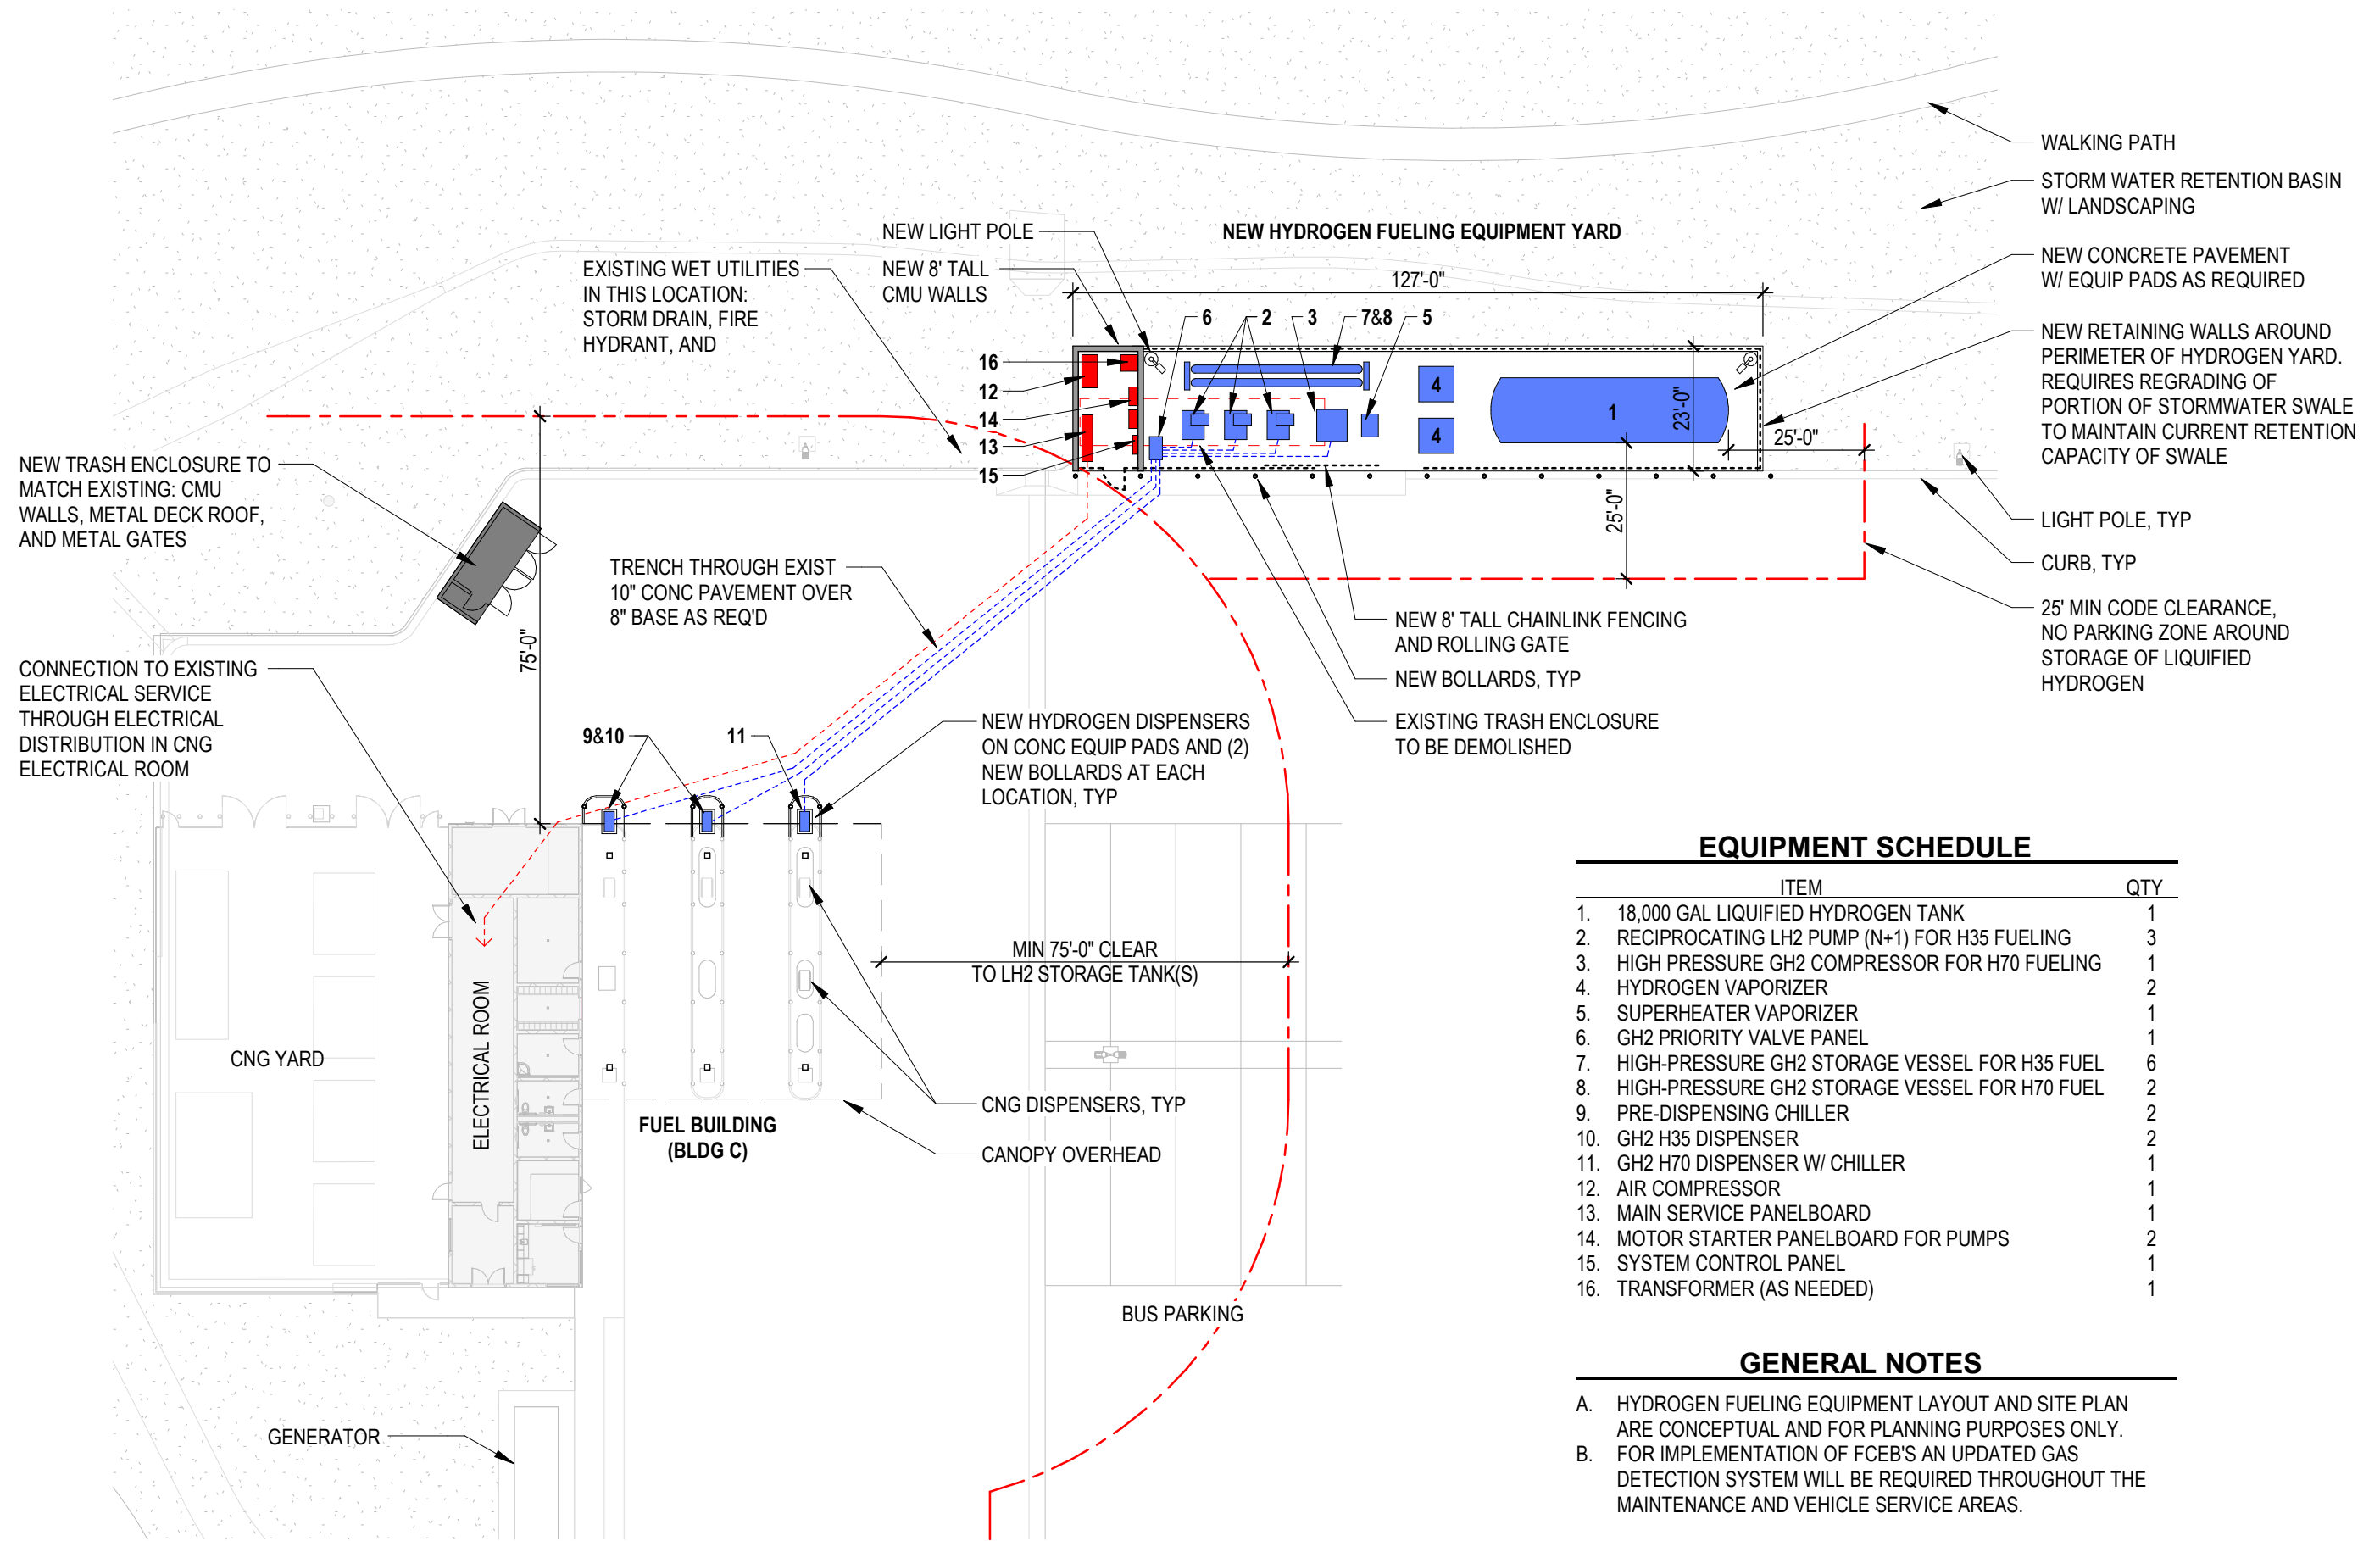 WALKING PATH
STORM WATER RETENTION BASIN
W/ LANDSCAPING
NEW LIGHT POLE
NEW HYDROGEN FUELING EQUIPMENT YARD
NEW CONCRETE PAVEMENT
W/ EQUIP PADS AS REQUIRED
EXISTING WET UTILITIES
IN THIS LOCATION:
STORM DRAIN, FIRE
HYDRANT, AND
NEW 8' TALL
CMU WALLS
127'-0"
6
2
3
7&8
5
NEW RETAINING WALLS AROUND
PERIMETER OF HYDROGEN YARD.
REQUIRES REGRADING OF
PORTION OF STORMWATER SWALE
TO MAINTAIN CURRENT RETENTION
CAPACITY OF SWALE
16
12
14
13
15
4
4
1
23'-0"
25'-0"
25'-0"
NEW TRASH ENCLOSURE TO
MATCH EXISTING: CMU
WALLS, METAL DECK ROOF,
AND METAL GATES
LIGHT POLE, TYP
CURB, TYP
TRENCH THROUGH EXIST
10" CONC PAVEMENT OVER
8" BASE AS REQ'D
75'-0"
NEW 8' TALL CHAINLINK FENCING
AND ROLLING GATE
NEW BOLLARDS, TYP
EXISTING TRASH ENCLOSURE
TO BE DEMOLISHED
25' MIN CODE CLEARANCE,
NO PARKING ZONE AROUND
STORAGE OF LIQUIFIED
HYDROGEN
CONNECTION TO EXISTING
ELECTRICAL SERVICE
THROUGH ELECTRICAL
DISTRIBUTION IN CNG
ELECTRICAL ROOM
9&10
11
NEW HYDROGEN DISPENSERS
ON CONC EQUIP PADS AND (2)
NEW BOLLARDS AT EACH
LOCATION, TYP
MIN 75'-0" CLEAR
TO LH2 STORAGE TANK(S)
CNG YARD
ELECTRICAL ROOM
CNG DISPENSERS, TYP
FUEL BUILDING
(BLDG C)
CANOPY OVERHEAD
BUS PARKING
GENERATOR
EQUIPMENT SCHEDULE
ITEM QTY
1. 18,000 GAL LIQUIFIED HYDROGEN TANK 1
2. RECIPROCATING LH2 PUMP (N+1) FOR H35 FUELING 3
3. HIGH PRESSURE GH2 COMPRESSOR FOR H70 FUELING 1
4. HYDROGEN VAPORIZER 2
5. SUPERHEATER VAPORIZER 1
6. GH2 PRIORITY VALVE PANEL 1
7. HIGH-PRESSURE GH2 STORAGE VESSEL FOR H35 FUEL 6
8. HIGH-PRESSURE GH2 STORAGE VESSEL FOR H70 FUEL 2
9. PRE-DISPENSING CHILLER 2
10. GH2 H35 DISPENSER 2
11. GH2 H70 DISPENSER W/ CHILLER 1
12. AIR COMPRESSOR 1
13. MAIN SERVICE PANELBOARD 1
14. MOTOR STARTER PANELBOARD FOR PUMPS 2
15. SYSTEM CONTROL PANEL 1
16. TRANSFORMER (AS NEEDED) 1
GENERAL NOTES
A. HYDROGEN FUELING EQUIPMENT LAYOUT AND SITE PLAN
ARE CONCEPTUAL AND FOR PLANNING PURPOSES ONLY.
B. FOR IMPLEMENTATION OF FCEB'S AN UPDATED GAS
DETECTION SYSTEM WILL BE REQUIRED THROUGHOUT THE
MAINTENANCE AND VEHICLE SERVICE AREAS.